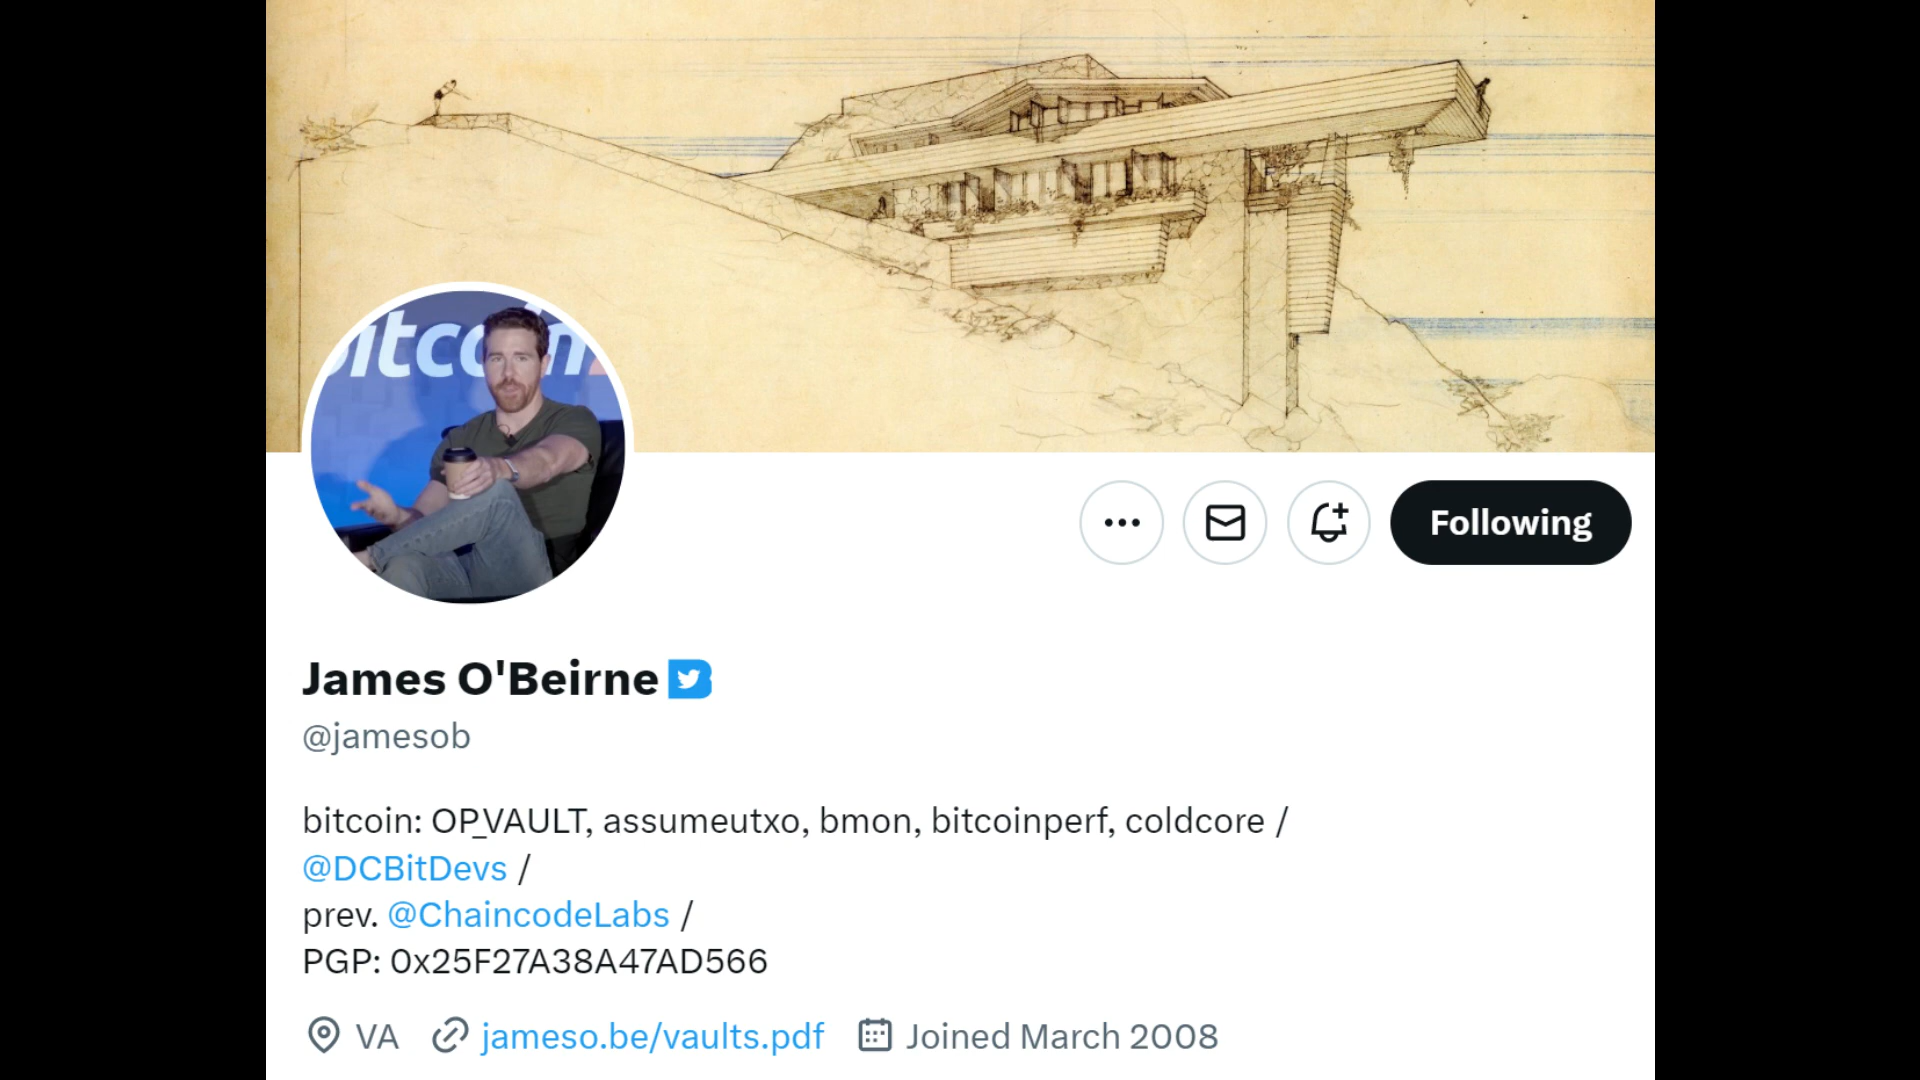 bitcoin
Following
James O'Beirne
@jamesob
bitcoin: OP_VAULT, assumeutxo, bmon, bitcoinperf, coldcore /
@DCBitDevs /
prev. @ChaincodeLabs /
PGP: 0x25F27A38A47AD566
VA jameso.be/vaults.pdf Joined March 2008